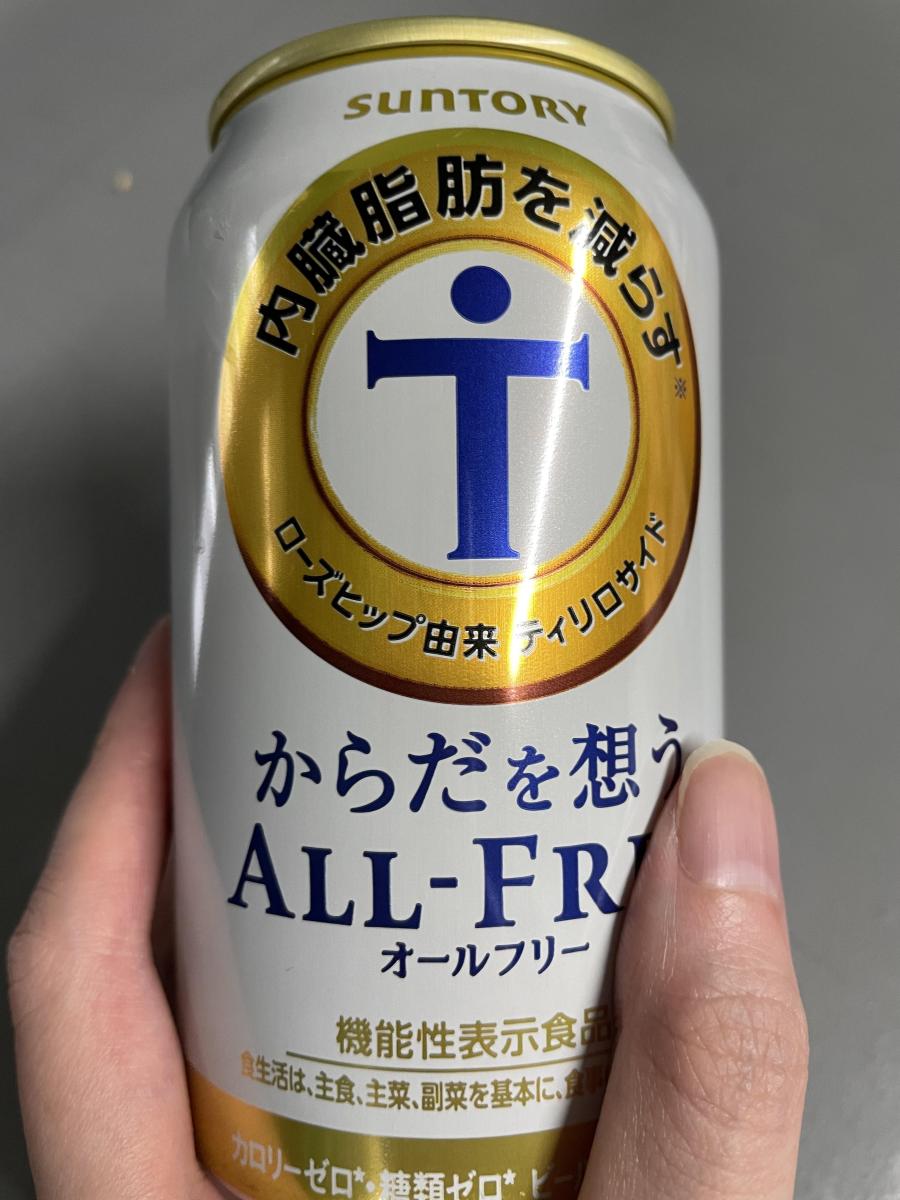 SUNTORY
内臓脂肪を減らす※
ローズヒップ由来 ティリロサイド
からだを想う
ALL-FR
オールフリー
機能性表示食品
食生活は、主食、主菜、副菜を基本に、食事
カロリーゼロ*・糖類ゼロ* ビー